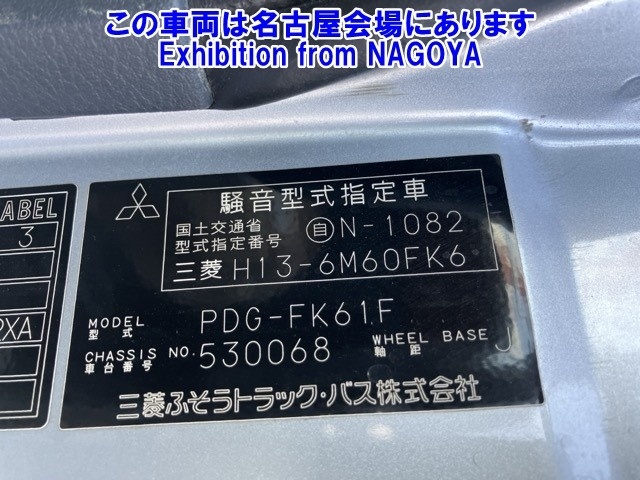 この車両は名古屋会場にあります
Exhibition from NAGOYA
ABEL
3
XA
騒音型式指定車
国土交通省
型式指定番号 自 N-1082
三菱 H13-6M60FK6
MODEL
型式 PDG-FK61F
CHASSIS NO.
車台番号 530068
WHEEL BASE
軸距 J
三菱ふそうトラック・バス株式会社